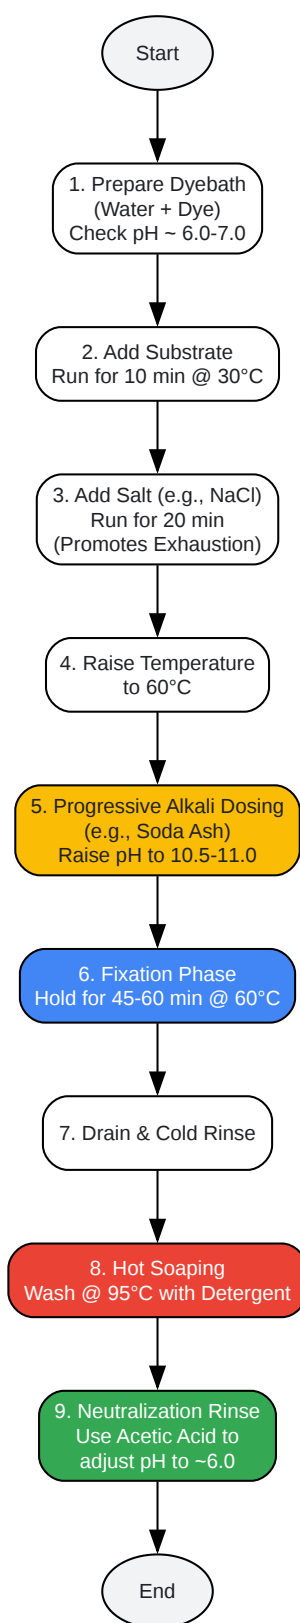 Start
1. Prepare Dyebath
(Water + Dye)
Check pH ~ 6.0-7.0
2. Add Substrate
Run for 10 min @ 30°C
3. Add Salt (e.g., NaCl)
Run for 20 min
(Promotes Exhaustion)
4. Raise Temperature
to 60°C
5. Progressive Alkali Dosing
(e.g., Soda Ash)
Raise pH to 10.5-11.0
6. Fixation Phase
Hold for 45-60 min @ 60°C
7. Drain & Cold Rinse
8. Hot Soaping
Wash @ 95°C with Detergent
9. Neutralization Rinse
Use Acetic Acid to
adjust pH to ~6.0
End